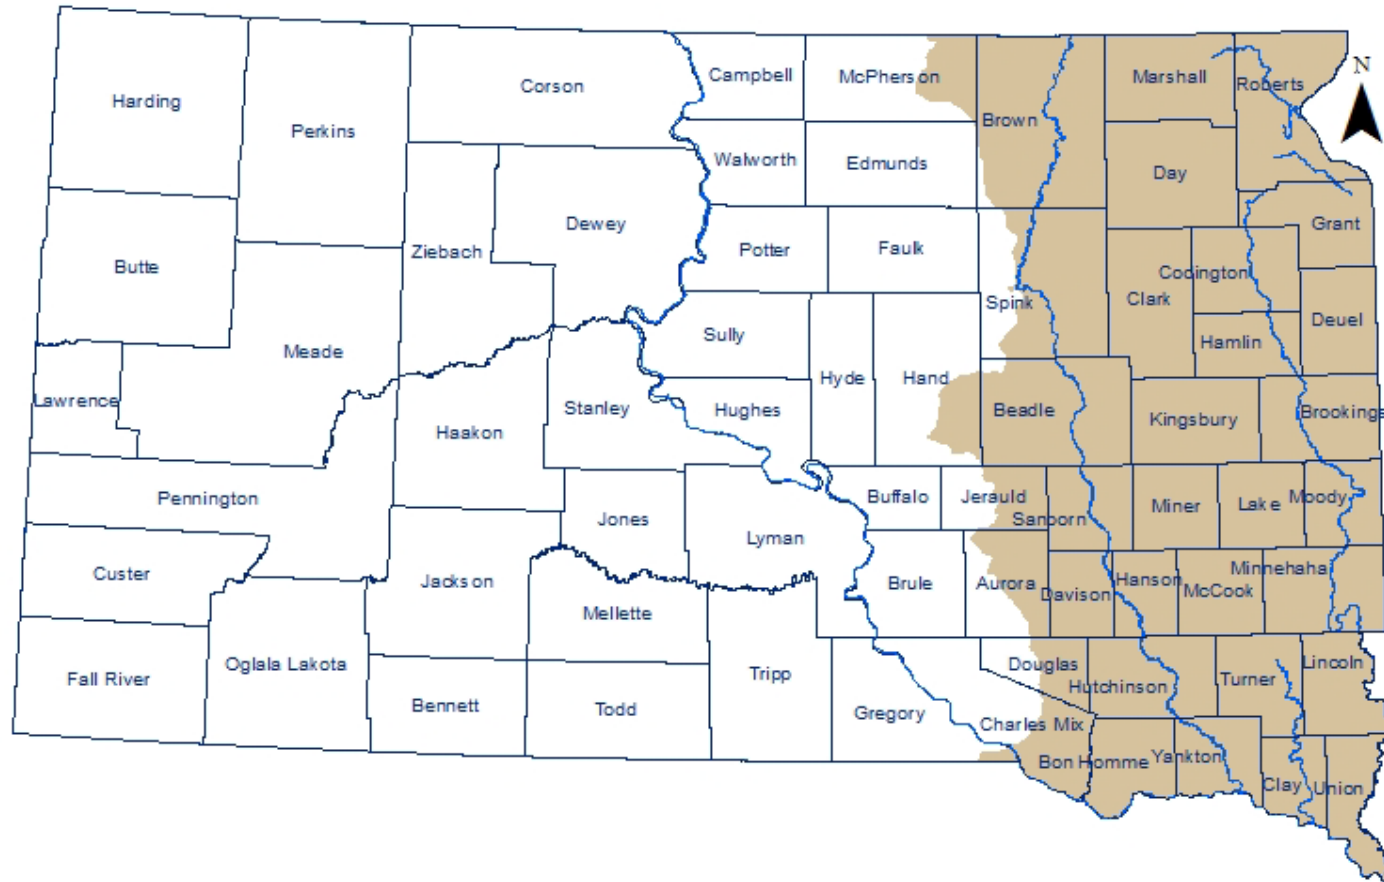 N
Harding
Perkins
Corson
Campbell
McPherson
Brown
Marshall
Roberts
Walworth
Edmunds
Day
Butte
Ziebach
Dewey
Potter
Faulk
Spink
Clark
Codington
Grant
Meade
Sully
Hyde
Hand
Hamlin
Deuel
Lawrence
Haakon
Stanley
Hughes
Beadle
Kingsbury
Brookings
Pennington
Jones
Lyman
Buffalo
Jerauld
Sanborn
Miner
Lake
Moody
Custer
Jackson
Mellette
Brule
Aurora
Davison
Hanson
McCook
Minnehaha
Fall River
Oglala Lakota
Bennett
Todd
Tripp
Gregory
Douglas
Charles Mix
Hutchinson
Turner
Lincoln
Bon Homme
Yankton
Clay
Union